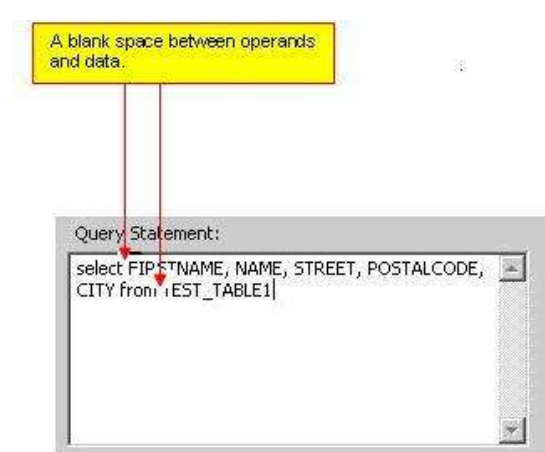 A blank space between operands
and data.
Query Statement:
select FIRSTNAME, NAME, STREET, POSTALCODE,
CITY from TEST_TABLE1